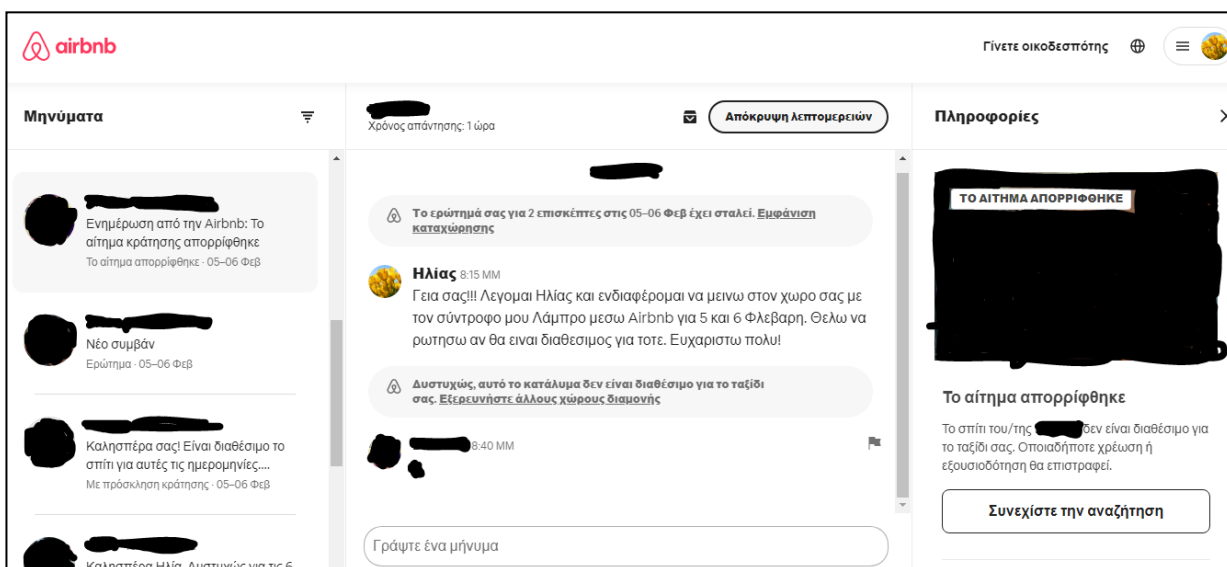 airbnb
Γίνετε οικοδεσπότης
Μηνύματα
Ενημέρωση από την Airbnb: Το
αίτημα κράτησης απορρίφθηκε
Το αίτημα απορρίφθηκε · 05–06 Φεβ
Νέο συμβάν
Ερώτημα · 05–06 Φεβ
Καλησπέρα σας! Είναι διαθέσιμο το
σπίτι για αυτές τις ημερομηνίες....
Με πρόσκληση κράτησης · 05–06 Φεβ
Καλησπέρα Ηλία. Δυστυχώς για τις 6
Χρόνος απάντησης: 1 ώρα
Απόκρυψη λεπτομερειών
Το ερώτημά σας για 2 επισκέπτες στις 05–06 Φεβ έχει σταλεί. Εμφάνιση
καταχώρησης
Ηλίας 8:15 ΜΜ
Γεια σας!!! Λεγομαι Ηλίας και ενδιαφέρομαι να μεινω στον χωρο σας με
τον σύντροφο μου Λάμπρο μεσω Airbnb για 5 και 6 Φλεβαρη. Θελω να
ρωτησω αν θα ειναι διαθεσιμος για τοτε. Ευχαριστω πολυ!
Δυστυχώς, αυτό το κατάλυμα δεν είναι διαθέσιμο για το ταξίδι
σας. Εξερευνήστε άλλους χώρους διαμονής
8:40 ΜΜ
Γράψτε ένα μήνυμα
Πληροφορίες
ΤΟ ΑΙΤΗΜΑ ΑΠΟΡΡΙΦΘΗΚΕ
Το αίτημα απορρίφθηκε
Το σπίτι του/της δεν είναι διαθέσιμο για
το ταξίδι σας. Οποιαδήποτε χρέωση ή
εξουσιοδότηση θα επιστραφεί.
Συνεχίστε την αναζήτηση